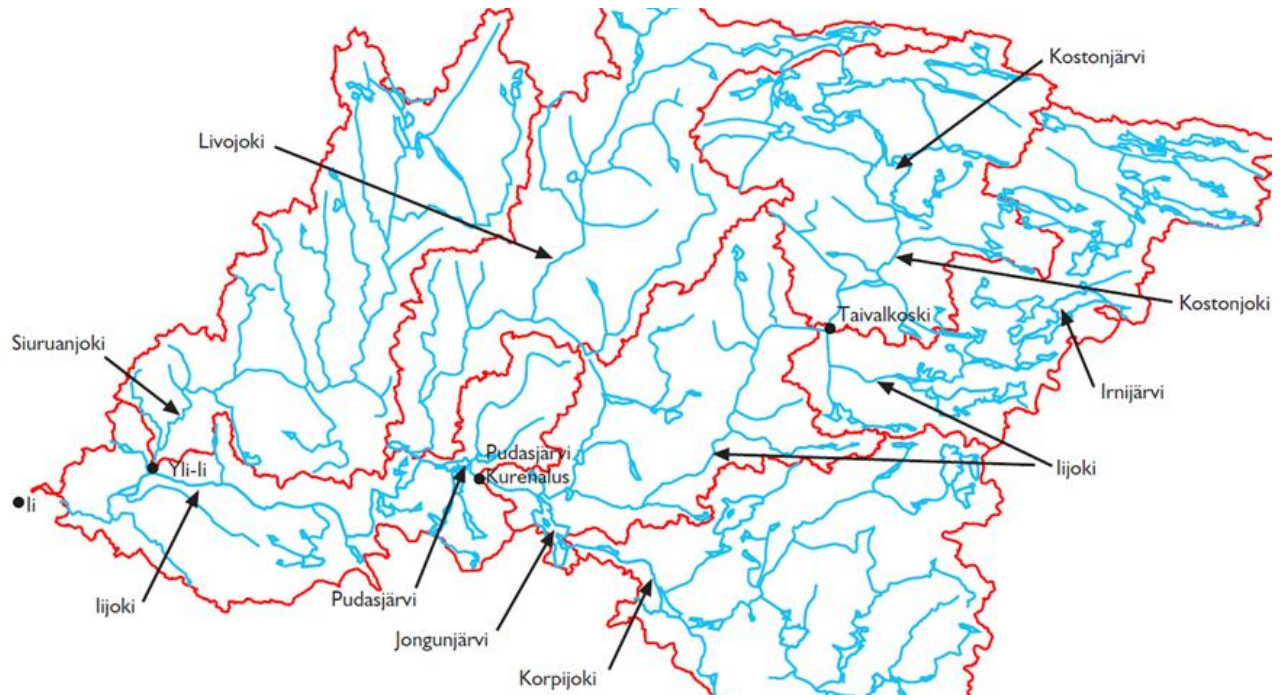 Kostonjärvi
Livojoki
Kostonjoki
Taivalkoski
Siuruanjoki
Irnijärvi
Pudasjärvi
Yli-Ii
Kurenalus
Iijoki
Ii
Iijoki
Pudasjärvi
Jongunjärvi
Korpijoki